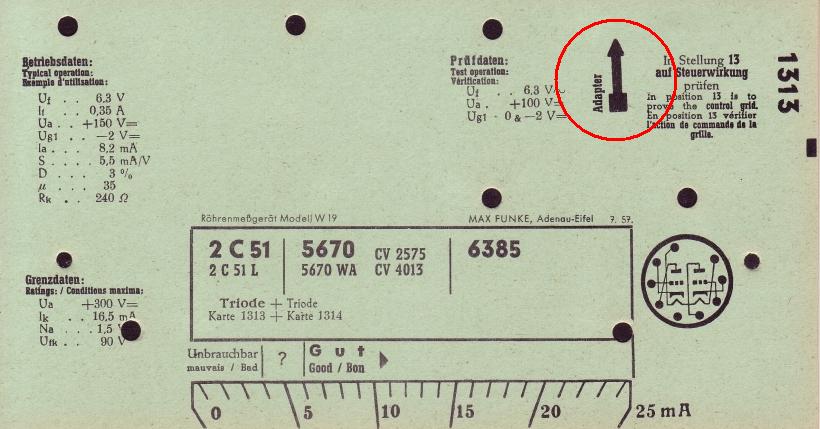 Betriebsdaten:
Typical operation:
Exemple d'utilisation:
Uf . . 6,3 V
If . . 0,35 A
Ua . . +150 V=
Ug1 . . −2 V=
Ia . . . 8,2 mA
S . . . 5,5 mA/V
D . . . 3 %
µ . . . 35
Rk . . 240 Ω
Prüfdaten:
Test operation:
Vérification:
Uf . . 6,3 V~
Ua . +100 V=
Ug1 · 0 & −2 V=
Adapter
In Stellung 13
auf Steuerwirkung
prüfen
In position 13 is to
prove the control grid.
En position 13 vérifier
l'action de commande de la
grille.
1313
Röhrenmeßgerät Modell W 19 MAX FUNKE, Adenau-Eifel 7. 57.
2 C 51 5670 CV 2575 6385
2 C 51 L 5670 WA CV 4013
Triode + Triode
Karte 1313 + Karte 1314
Grenzdaten:
Ratings: / Conditions maxima:
Ua +300 V=
Ik . . . 16,5 mA
Na . . . 1,5
Ufk . . 90 V
Unbrauchbar ? Gut
mauvais / Bad Good / Bon
0 5 10 15 20 25 mA